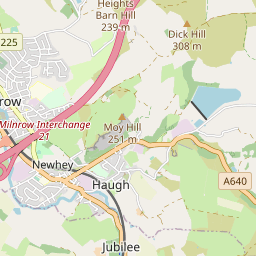 Heights
Barn Hill
239 m
Dick Hill
308 m
225
row
Milnrow Interchange
21
Moy Hill
251 m
Newhey
Haugh
A640
Jubilee